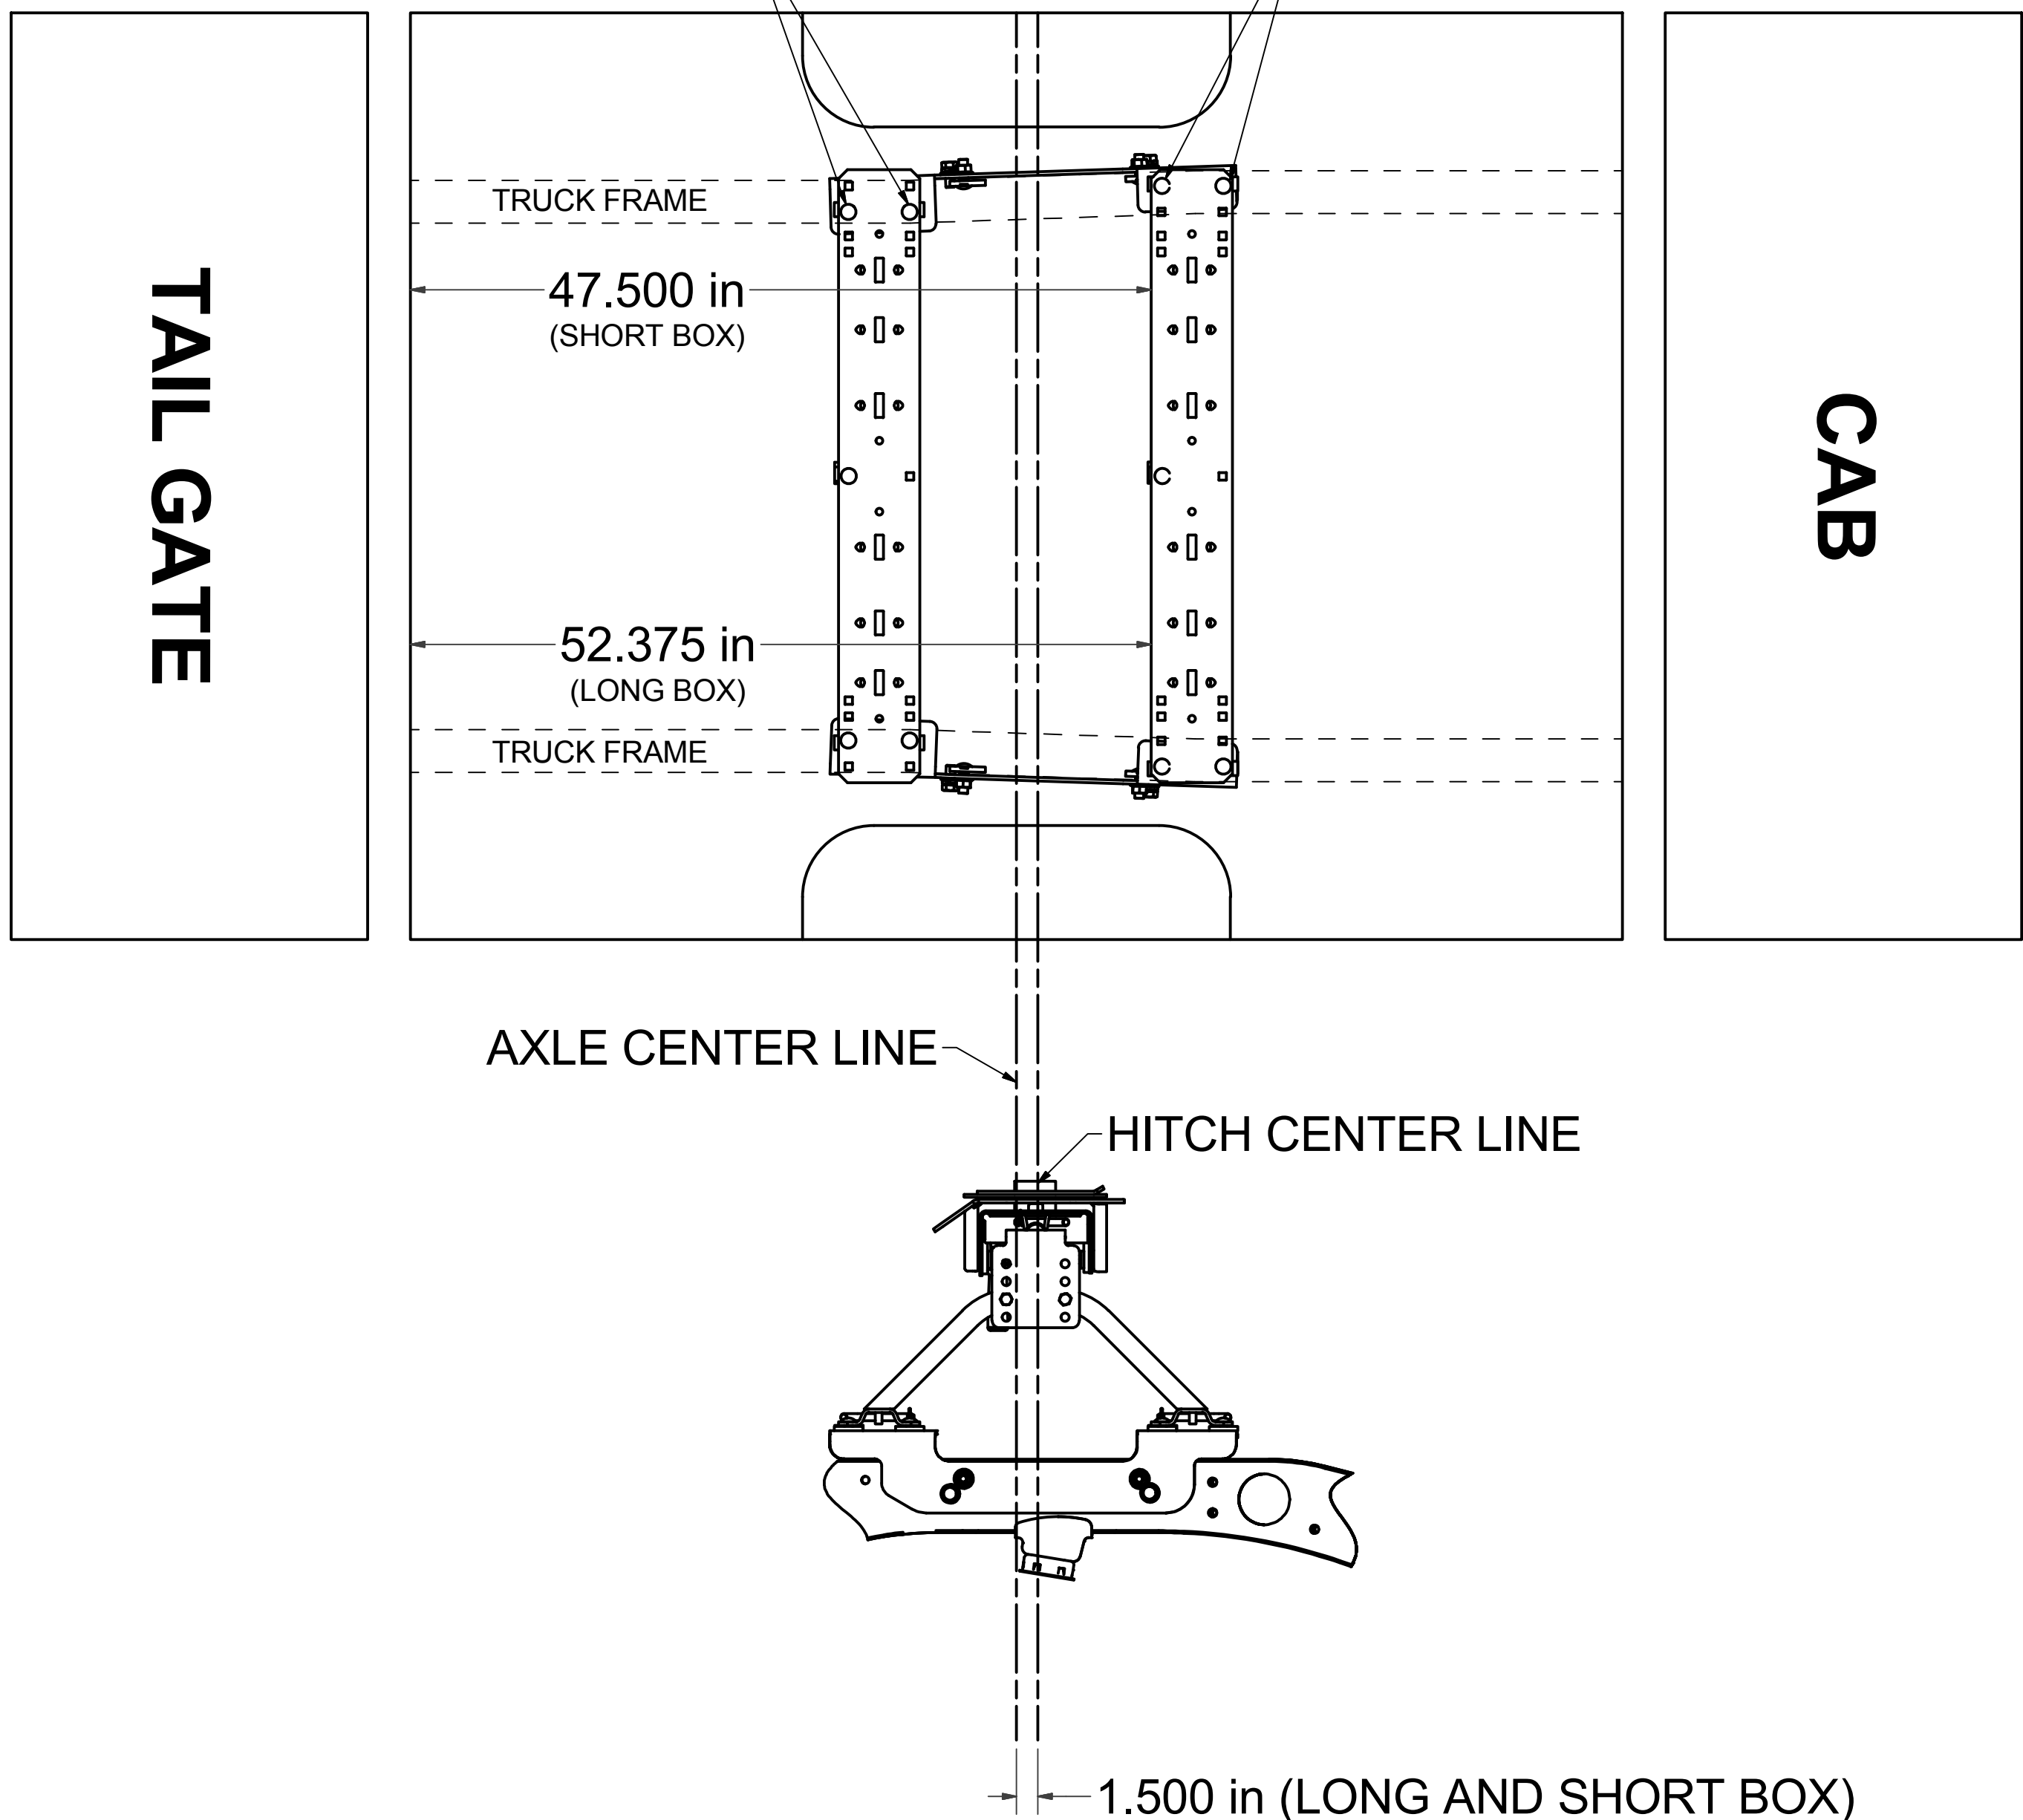 TRUCK FRAME
47.500 in
(SHORT BOX)
TAIL GATE
CAB
52.375 in
(LONG BOX)
TRUCK FRAME
AXLE CENTER LINE
HITCH CENTER LINE
1.500 in (LONG AND SHORT BOX)